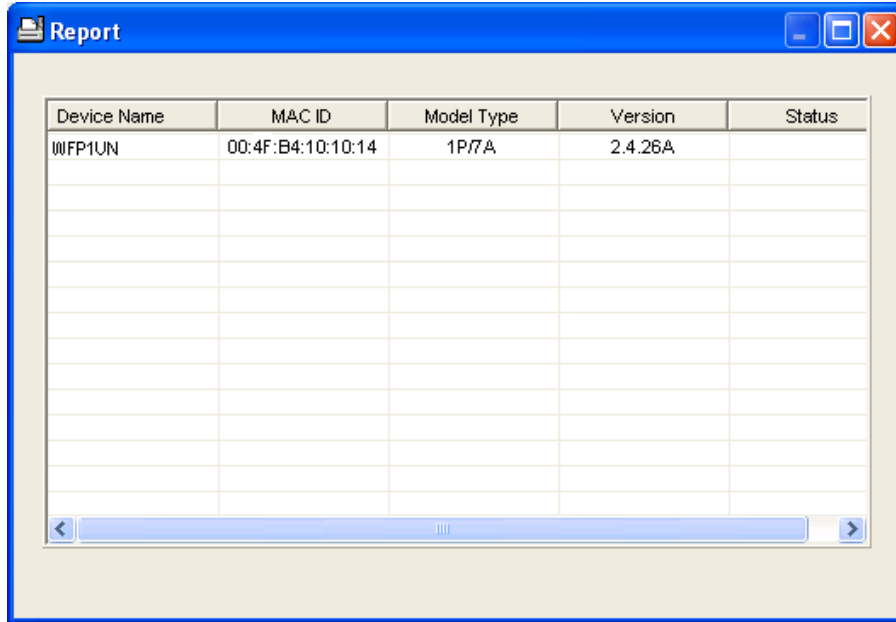 Report
Device Name MAC ID Model Type Version Status
WFP1UN 00:4F:B4:10:10:14 1P/7A 2.4.26A